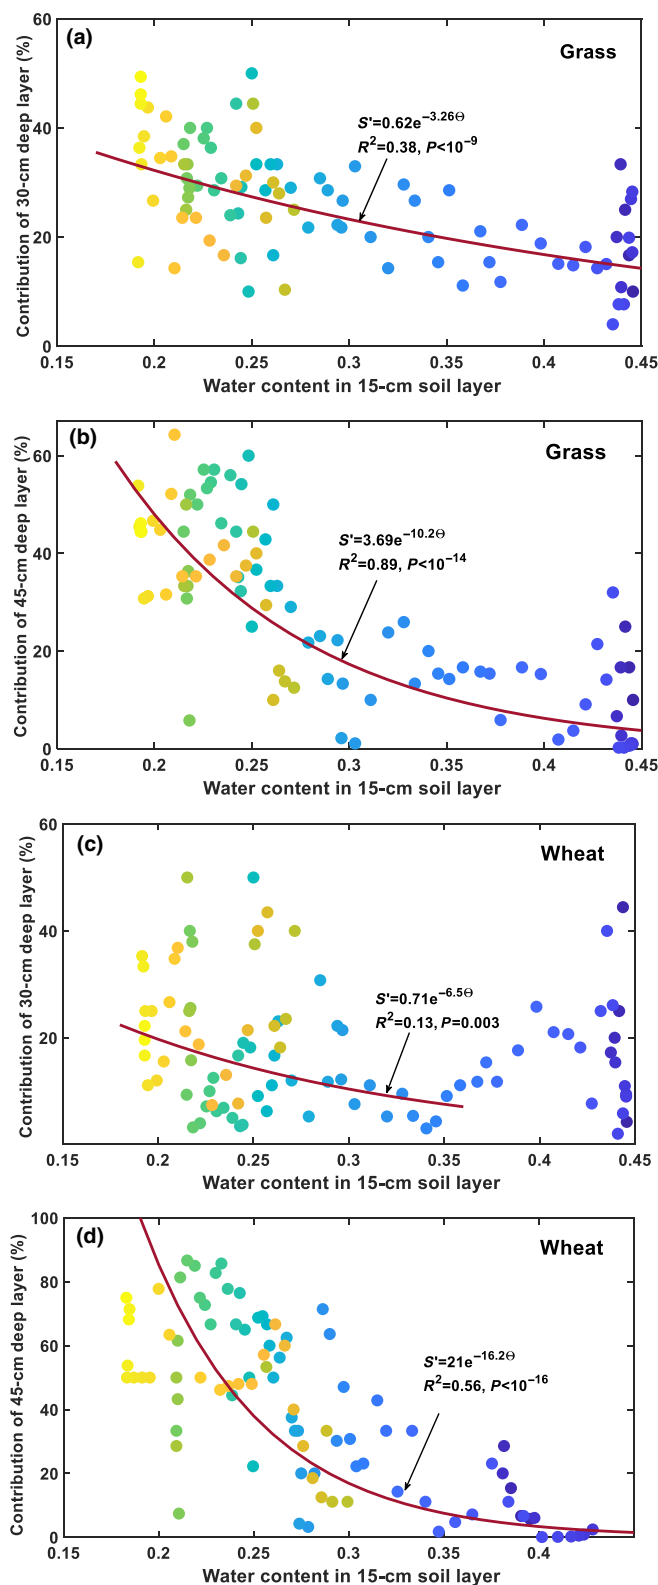 (a)
Grass
S'=0.62e^−3.26Θ
R²=0.38, P<10^−9
60
40
20
0
0.15 0.2 0.25 0.3 0.35 0.4 0.45
Contribution of 30-cm deep layer (%)
Water content in 15-cm soil layer
(b)
Grass
S'=3.69e^−10.2Θ
R²=0.89, P<10^−14
60
40
20
0
0.15 0.2 0.25 0.3 0.35 0.4 0.45
Contribution of 45-cm deep layer (%)
Water content in 15-cm soil layer
(c)
Wheat
S'=0.71e^−6.5Θ
R²=0.13, P=0.003
60
40
20
0.15 0.2 0.25 0.3 0.35 0.4 0.45
Contribution of 30-cm deep layer (%)
Water content in 15-cm soil layer
(d)
Wheat
S'=21e^−16.2Θ
R²=0.56, P<10^−16
100
80
60
40
20
0
0.15 0.2 0.25 0.3 0.35 0.4
Contribution of 45-cm deep layer (%)
Water content in 15-cm soil layer